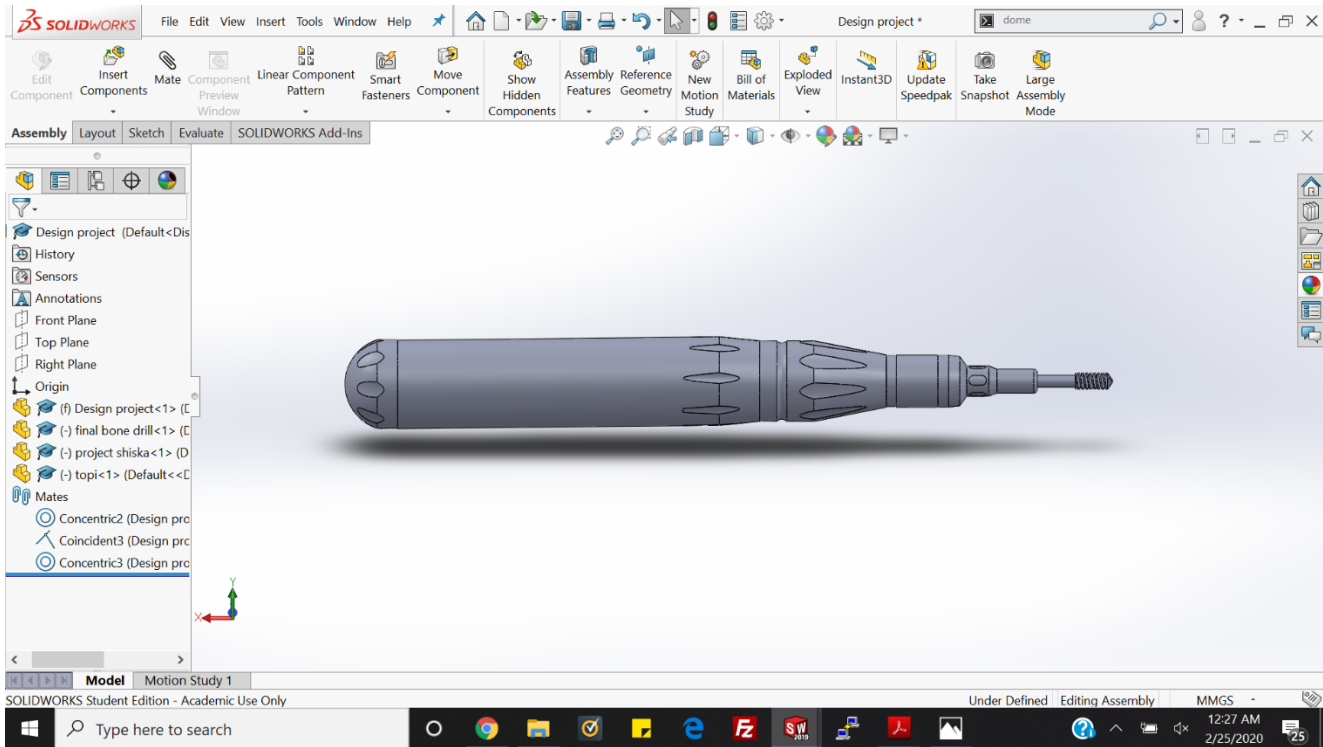 SOLIDWORKS File Edit View Insert Tools Window Help Design project * dome
Edit Component
Insert Components
Mate
Component Preview Window
Linear Component Pattern
Smart Fasteners
Move Component
Show Hidden Components
Assembly Features
Reference Geometry
New Motion Study
Bill of Materials
Exploded View
Instant3D
Update Speedpak
Take Snapshot
Large Assembly Mode
Assembly Layout Sketch Evaluate SOLIDWORKS Add-Ins
Design project (Default<Dis
History
Sensors
Annotations
Front Plane
Top Plane
Right Plane
Origin
(f) Design project<1> (D
(-) final bone drill<1> (D
(-) project shiska<1> (D
(-) topi<1> (Default<<D
Mates
Concentric2 (Design pro
Coincident3 (Design pro
Concentric3 (Design pro
Y
X
Model Motion Study 1
SOLIDWORKS Student Edition - Academic Use Only Under Defined Editing Assembly MMGS -
Type here to search
12:27 AM
2/25/2020
25